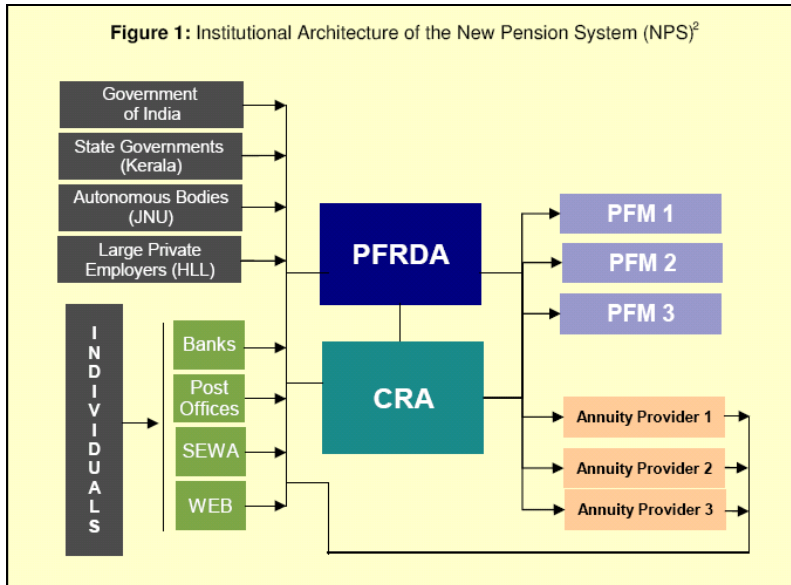 Figure 1: Institutional Architecture of the New Pension System (NPS)2
Government
of India
State Governments
(Kerala)
Autonomous Bodies
(JNU)
Large Private
Employers (HLL)
INDIVIDUALS
Banks
Post
Offices
SEWA
WEB
PFRDA
CRA
PFM 1
PFM 2
PFM 3
Annuity Provider 1
Annuity Provider 2
Annuity Provider 3